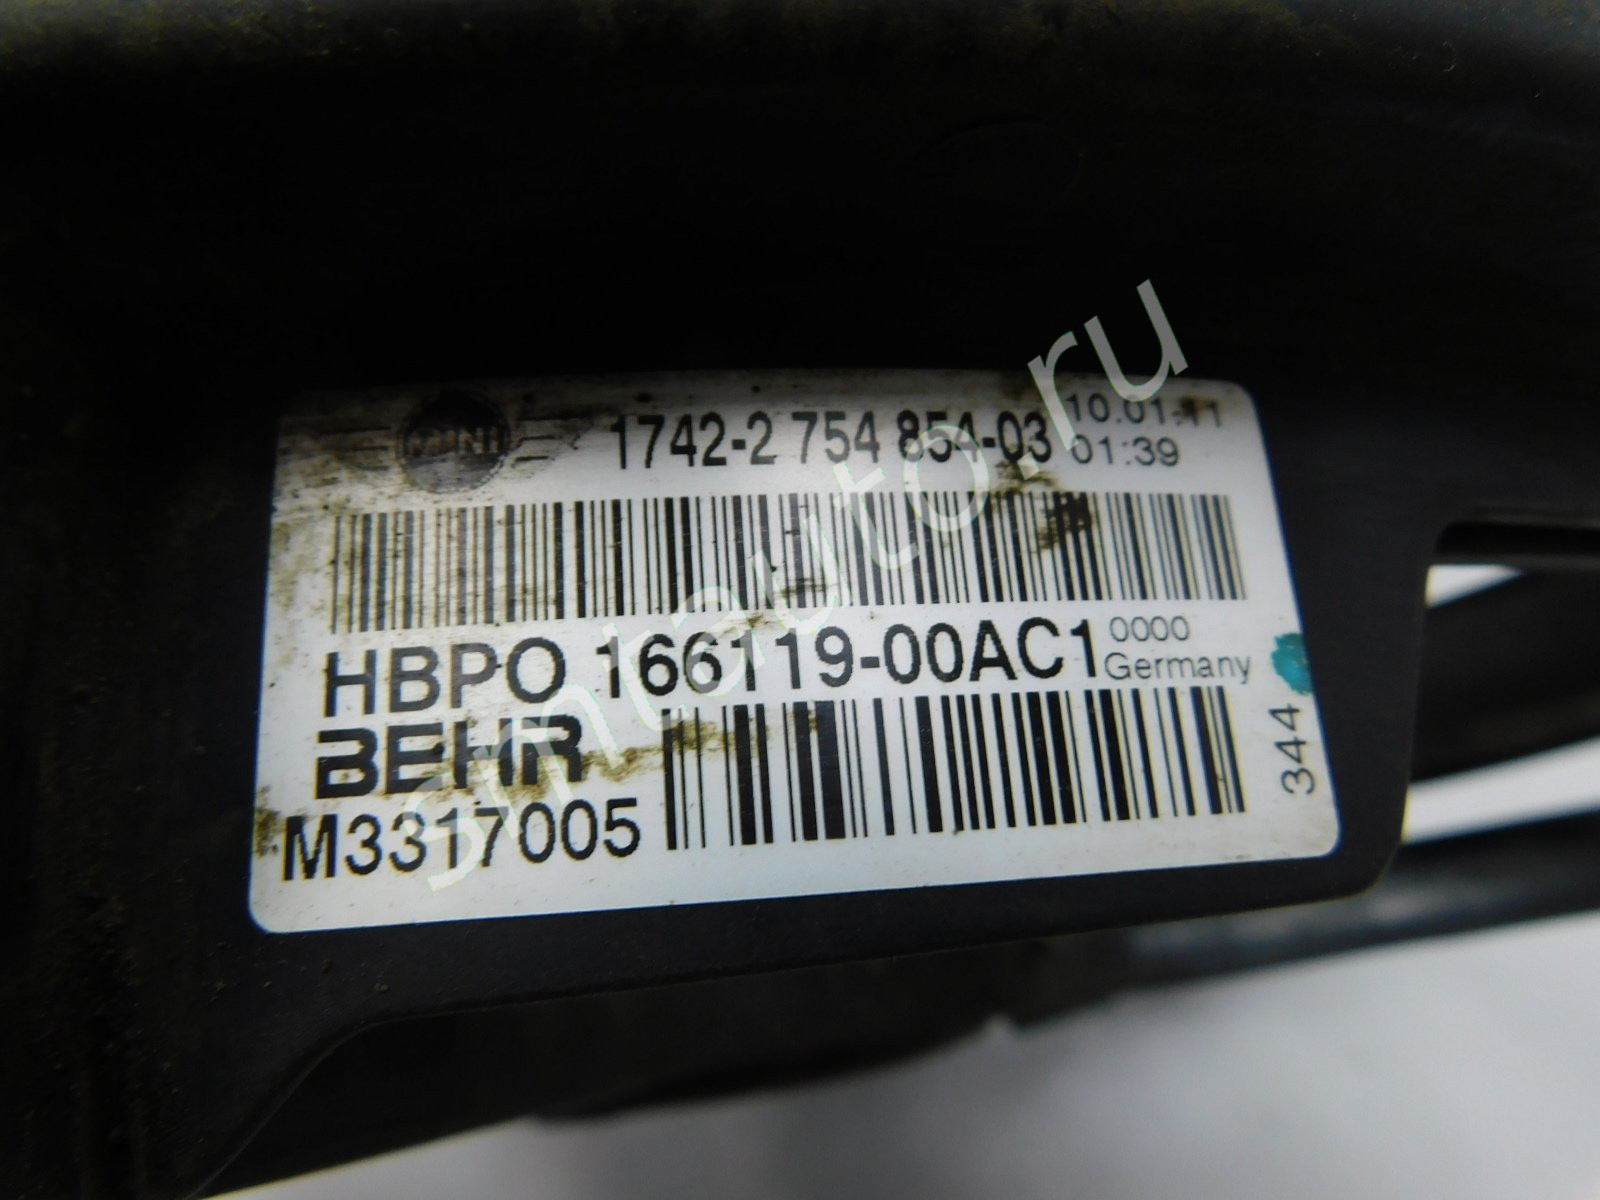 MINI 1742-2 754 854-03 10.01.11
01:39
HBPO 166119-00AC1 0000
Germany
BEHR
M3317005
344
smtauto.ru